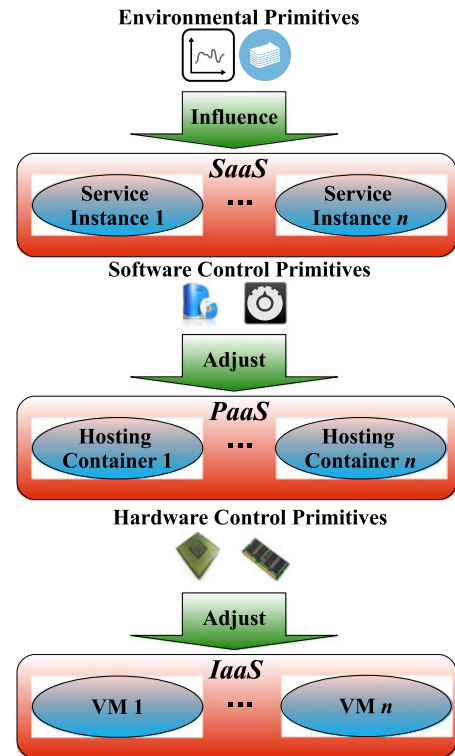 Environmental Primitives
Influence
SaaS
Service
Instance 1
...
Service
Instance n
Software Control Primitives
Adjust
PaaS
Hosting
Container 1
...
Hosting
Container n
Hardware Control Primitives
Adjust
IaaS
VM 1
...
VM n